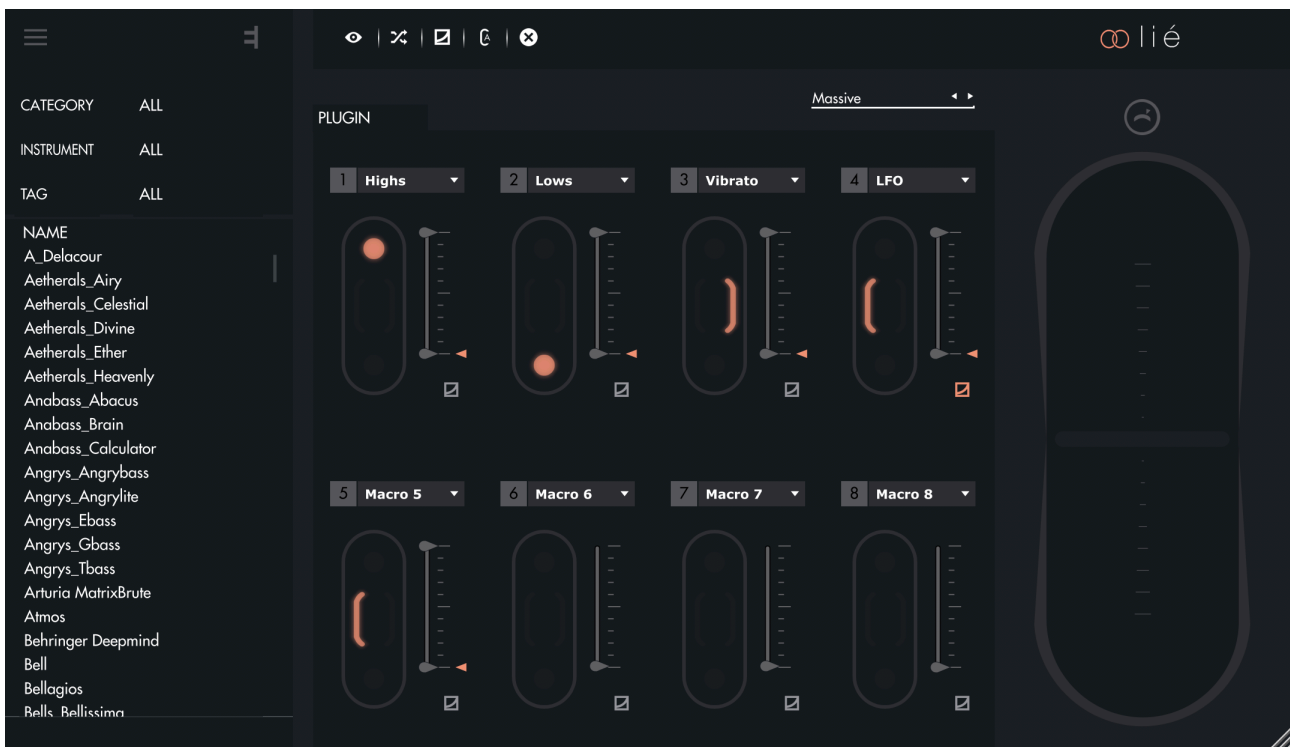 lié
CATEGORY ALL
INSTRUMENT ALL
TAG ALL
NAME
A_Delacour
Aetherals_Airy
Aetherals_Celestial
Aetherals_Divine
Aetherals_Ether
Aetherals_Heavenly
Anabass_Abacus
Anabass_Brain
Anabass_Calculator
Angrys_Angrybass
Angrys_Angrylite
Angrys_Ebass
Angrys_Gbass
Angrys_Tbass
Arturia MatrixBrute
Atmos
Behringer Deepmind
Bell
Bellagios
Bells_Bellissima
Massive
PLUGIN
1 Highs
2 Lows
3 Vibrato
4 LFO
5 Macro 5
6 Macro 6
7 Macro 7
8 Macro 8